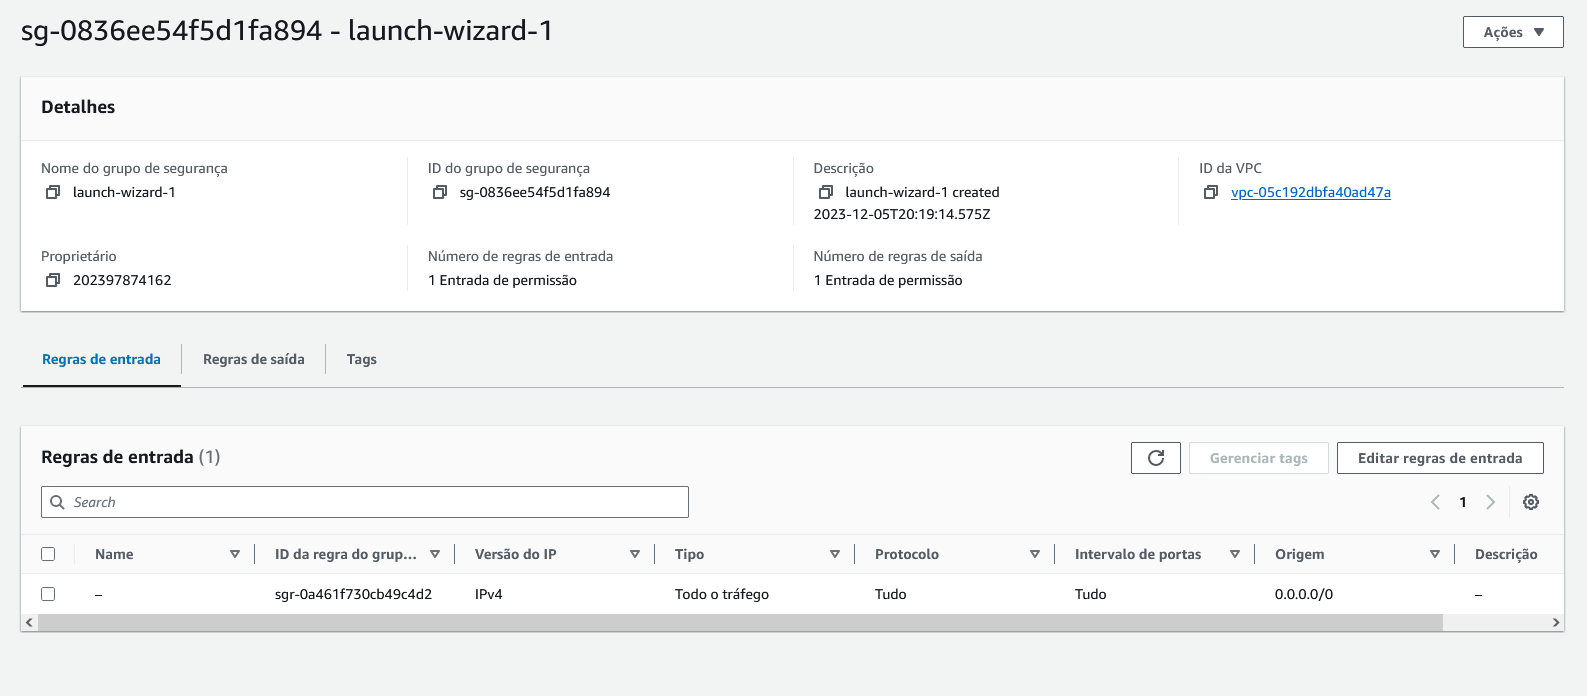 sg-0836ee54f5d1fa894 - launch-wizard-1
Ações
Detalhes
Nome do grupo de segurança
launch-wizard-1
ID do grupo de segurança
sg-0836ee54f5d1fa894
Descrição
launch-wizard-1 created
2023-12-05T20:19:14.575Z
ID da VPC
vpc-05c192dbfa40ad47a
Proprietário
202397874162
Número de regras de entrada
1 Entrada de permissão
Número de regras de saída
1 Entrada de permissão
Regras de entrada
Regras de saída
Tags
Regras de entrada (1)
Gerenciar tags
Editar regras de entrada
Search
1
Name
ID da regra do grup...
Versão do IP
Tipo
Protocolo
Intervalo de portas
Origem
Descrição
–
sgr-0a461f730cb49c4d2
IPv4
Todo o tráfego
Tudo
Tudo
0.0.0.0/0
–